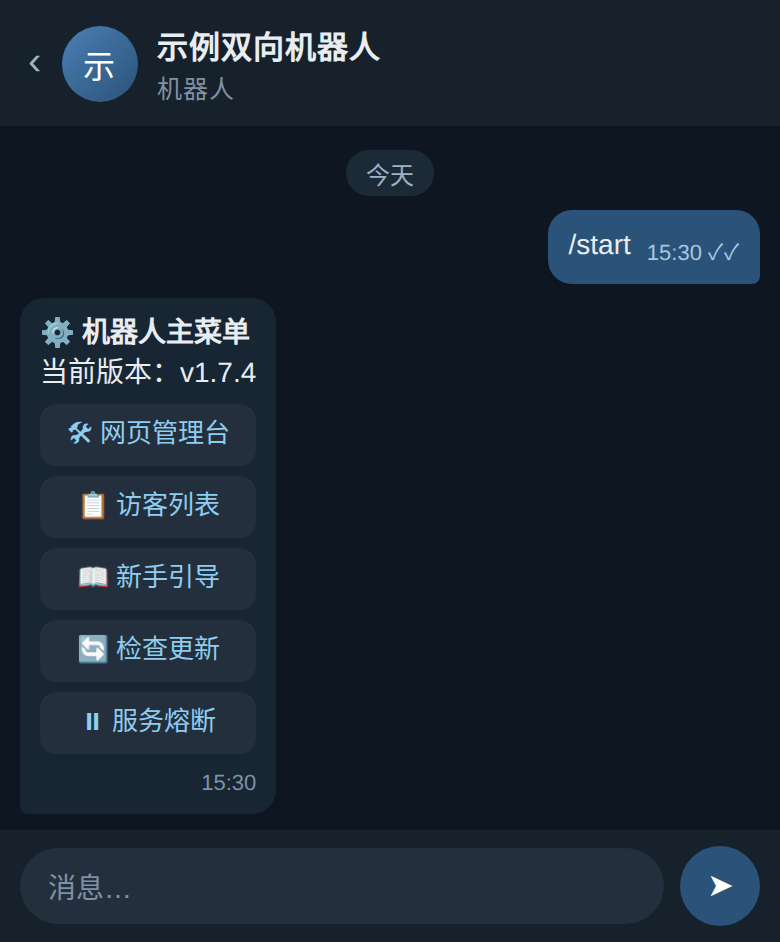 ‹
示
示例双向机器人
机器人
今天
/start 15:30 ✓✓
⚙️ 机器人主菜单
当前版本：v1.7.4
🛠 网页管理台
📋 访客列表
📖 新手引导
🔄 检查更新
⏸ 服务熔断
15:30
消息…
➤